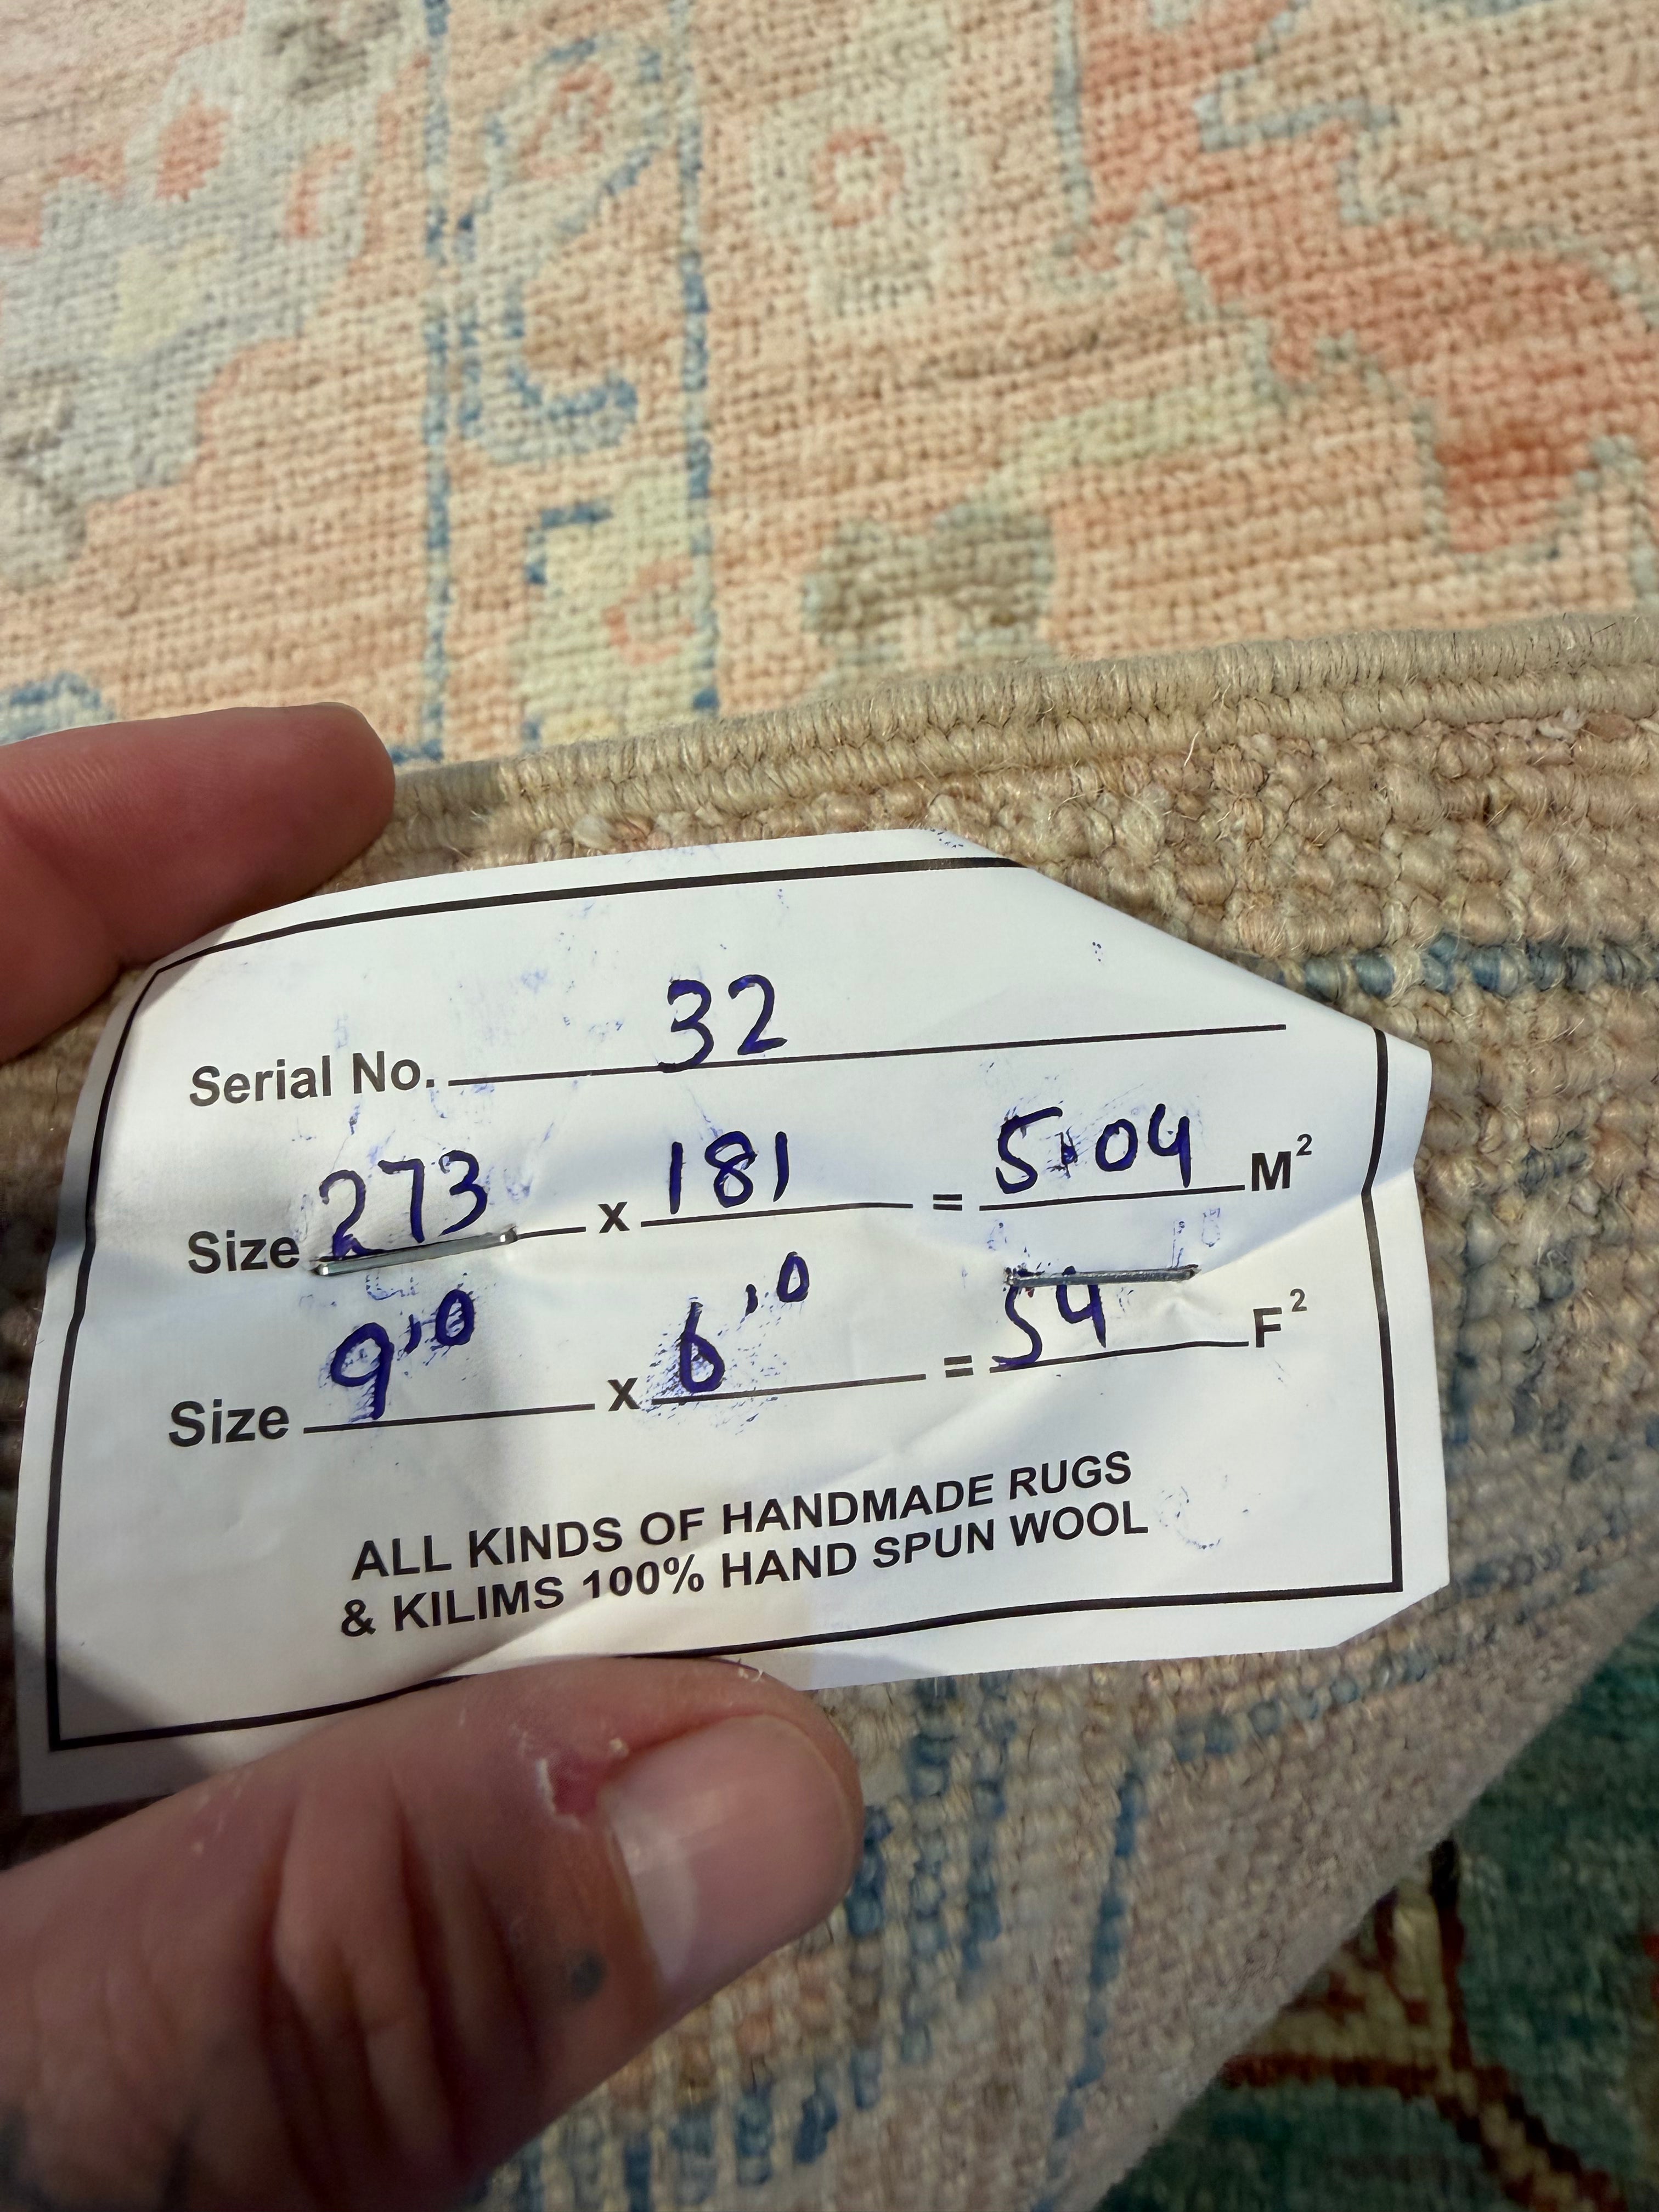 Serial No. 32
Size 273 x 181 = 5.04 M²
Size 9'0 x 6'0 = 54 F²
ALL KINDS OF HANDMADE RUGS
& KILIMS 100% HAND SPUN WOOL